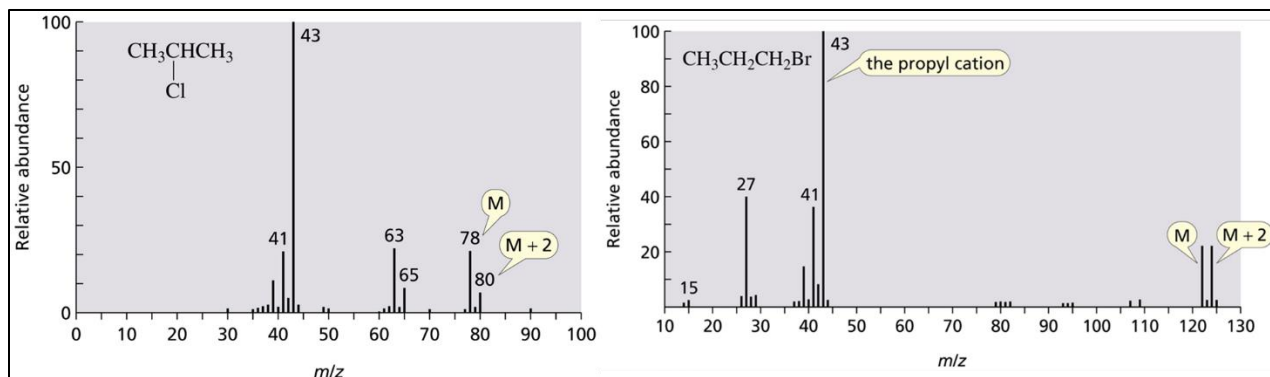 Relative abundance
100
50
0
CH₃CHCH₃
Cl
43
41
63
65
78
80
M
M + 2
0 10 20 30 40 50 60 70 80 90 100
m/z
Relative abundance
100
80
60
40
20
CH₃CH₂CH₂Br
43
the propyl cation
27
41
15
M
M + 2
10 20 30 40 50 60 70 80 90 100 110 120 130
m/z